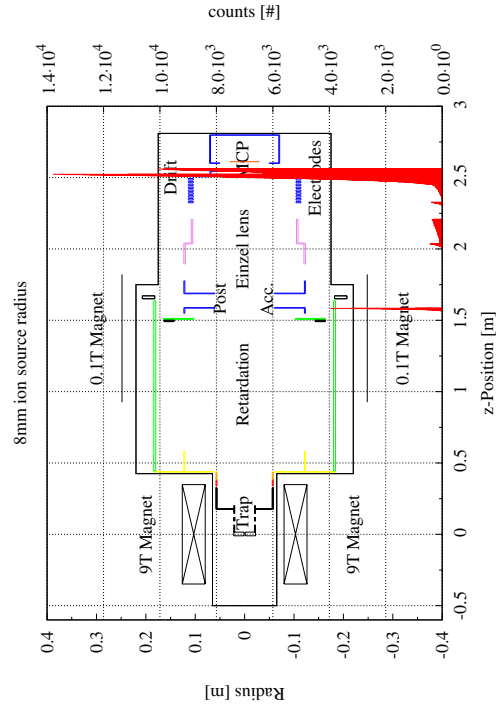 8mm ion source radius
counts [#]
1.4·10⁴
1.2·10⁴
1.0·10⁴
8.0·10³
6.0·10³
4.0·10³
2.0·10³
0.0·10⁰
0.4
0.3
0.2
0.1
0
-0.1
-0.2
-0.3
-0.4
Radius [m]
-0.5
0
0.5
1
1.5
2
2.5
3
z-Position [m]
9T Magnet
0.1T Magnet
Trap
Retardation
Post
Acc.
Einzel lens
Drift
Electrodes
MCP
9T Magnet
0.1T Magnet